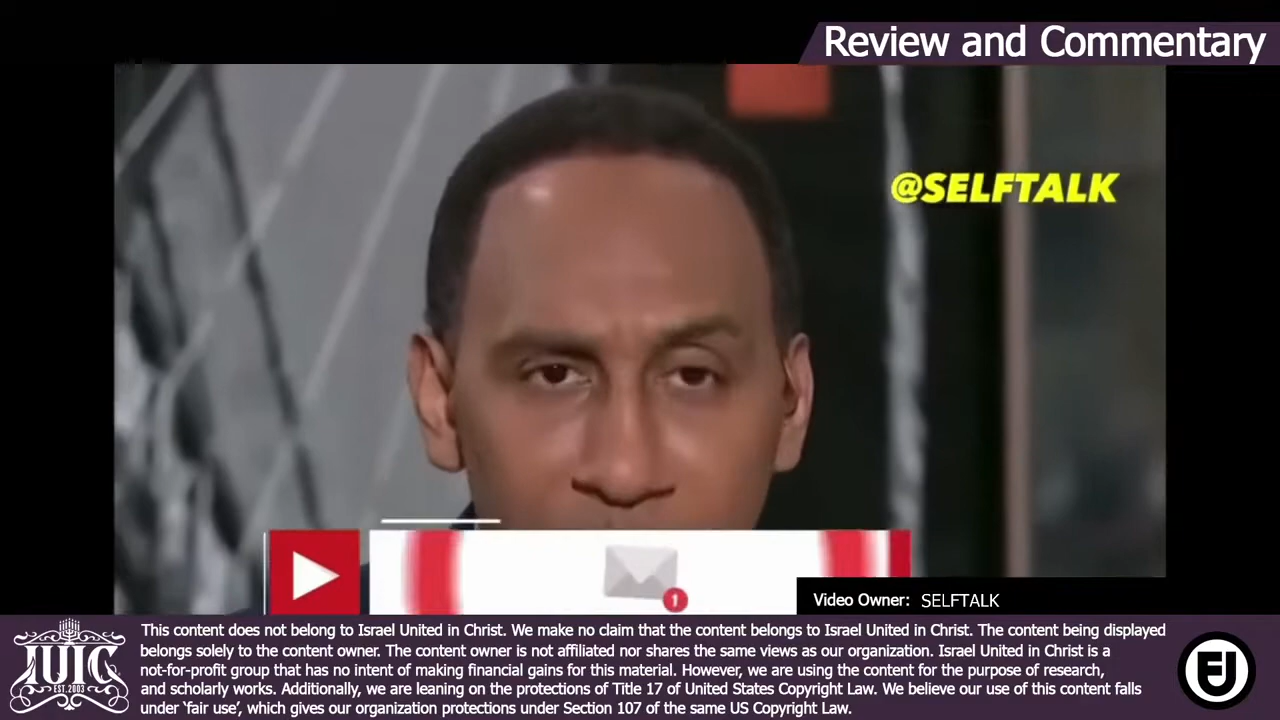 Review and Commentary
@SELFTALK
1
Video Owner: SELFTALK
This content does not belong to Israel United in Christ. We make no claim that the content belongs to Israel United in Christ. The content being displayed
belongs solely to the content owner. The content owner is not affiliated nor shares the same views as our organization. Israel United in Christ is a
not-for-profit group that has no intent of making financial gains for this material. However, we are using the content for the purpose of research,
and scholarly works. Additionally, we are leaning on the protections of Title 17 of United States Copyright Law. We believe our use of this content falls
under ‘fair use’, which gives our organization protections under Section 107 of the same US Copyright Law.
IUIC
EST. 2003